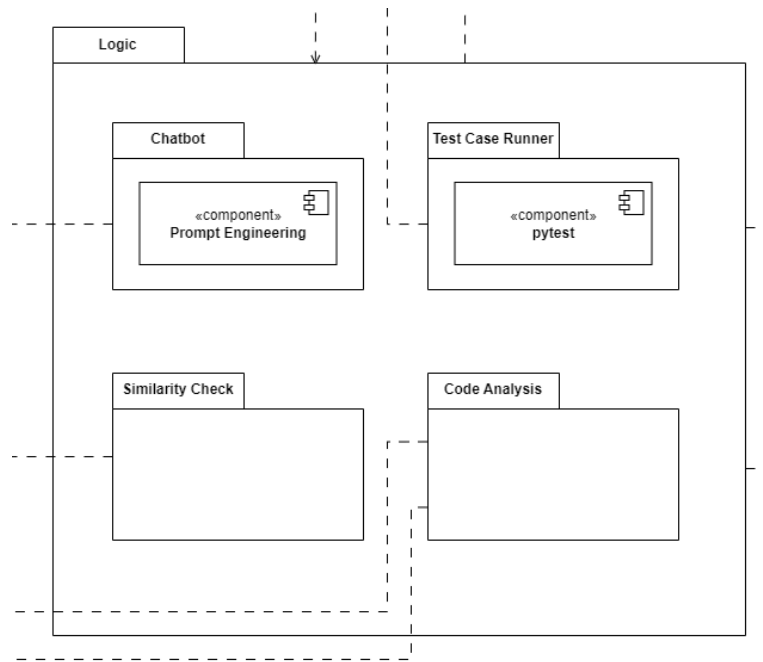 Logic
Chatbot
Test Case Runner
«component»
Prompt Engineering
«component»
pytest
Similarity Check
Code Analysis